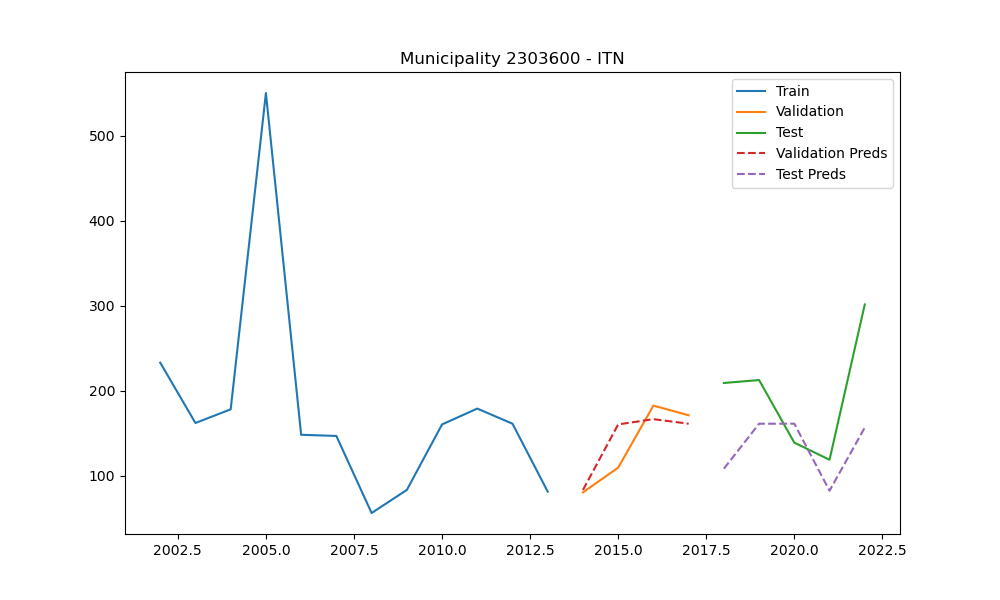 Municipality 2303600 - ITN
Train
Validation
Test
Validation Preds
Test Preds
500
400
300
200
100
2002.5 2005.0 2007.5 2010.0 2012.5 2015.0 2017.5 2020.0 2022.5